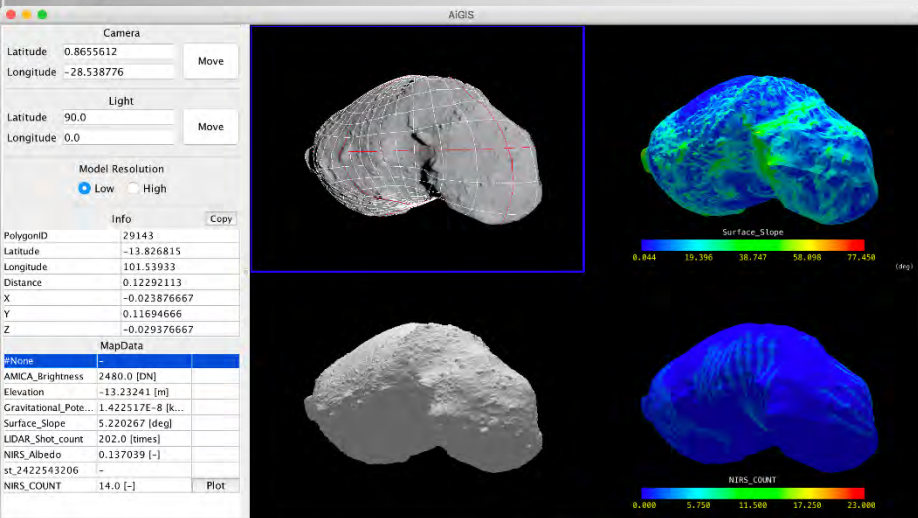 AiGIS
Camera
Latitude 0.8655612
Longitude -28.538776
Move
Light
Latitude 90.0
Longitude 0.0
Move
Model Resolution
Low High
Info Copy
PolygonID 29143
Latitude -13.826815
Longitude 101.53933
Distance 0.12292113
X -0.023876667
Y 0.11694666
Z -0.029376667
MapData
#None -
AMICA_Brightness 2480.0 [DN]
Elevation -13.23241 [m]
Gravitational_Pote... 1.422517E-8 [k...
Surface_Slope 5.220267 [deg]
LIDAR_Shot_count 202.0 [times]
NIRS_Albedo 0.137039 [-]
st_2422543206 -
NIRS_COUNT 14.0 [-] Plot
Surface_Slope
0.044 19.396 38.747 58.098 77.450
(deg)
NIRS_COUNT
0.000 5.750 11.500 17.250 23.000